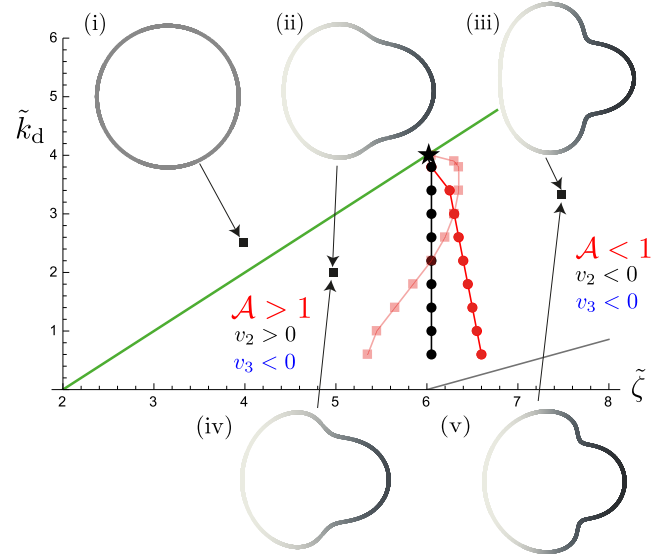 (i)
(ii)
(iii)
6
5
4
3
2
1
k̃_d
𝒜 > 1
v₂ > 0
v₃ < 0
𝒜 < 1
v₂ < 0
v₃ < 0
2 3 4 5 6 7 8
ζ̃
(iv)
(v)